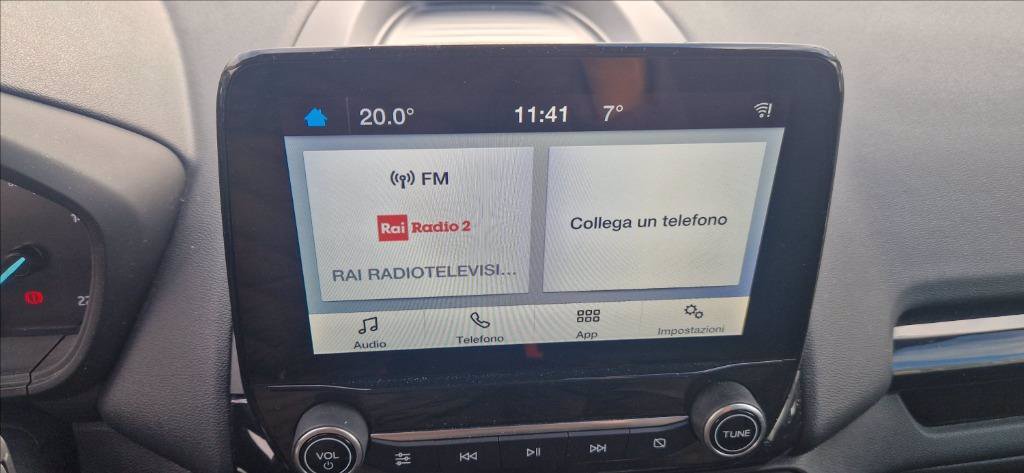 20.0° 11:41 7°
FM
Rai Radio 2
RAI RADIOTELEVISI...
Collega un telefono
Audio Telefono App Impostazioni
VOL TUNE